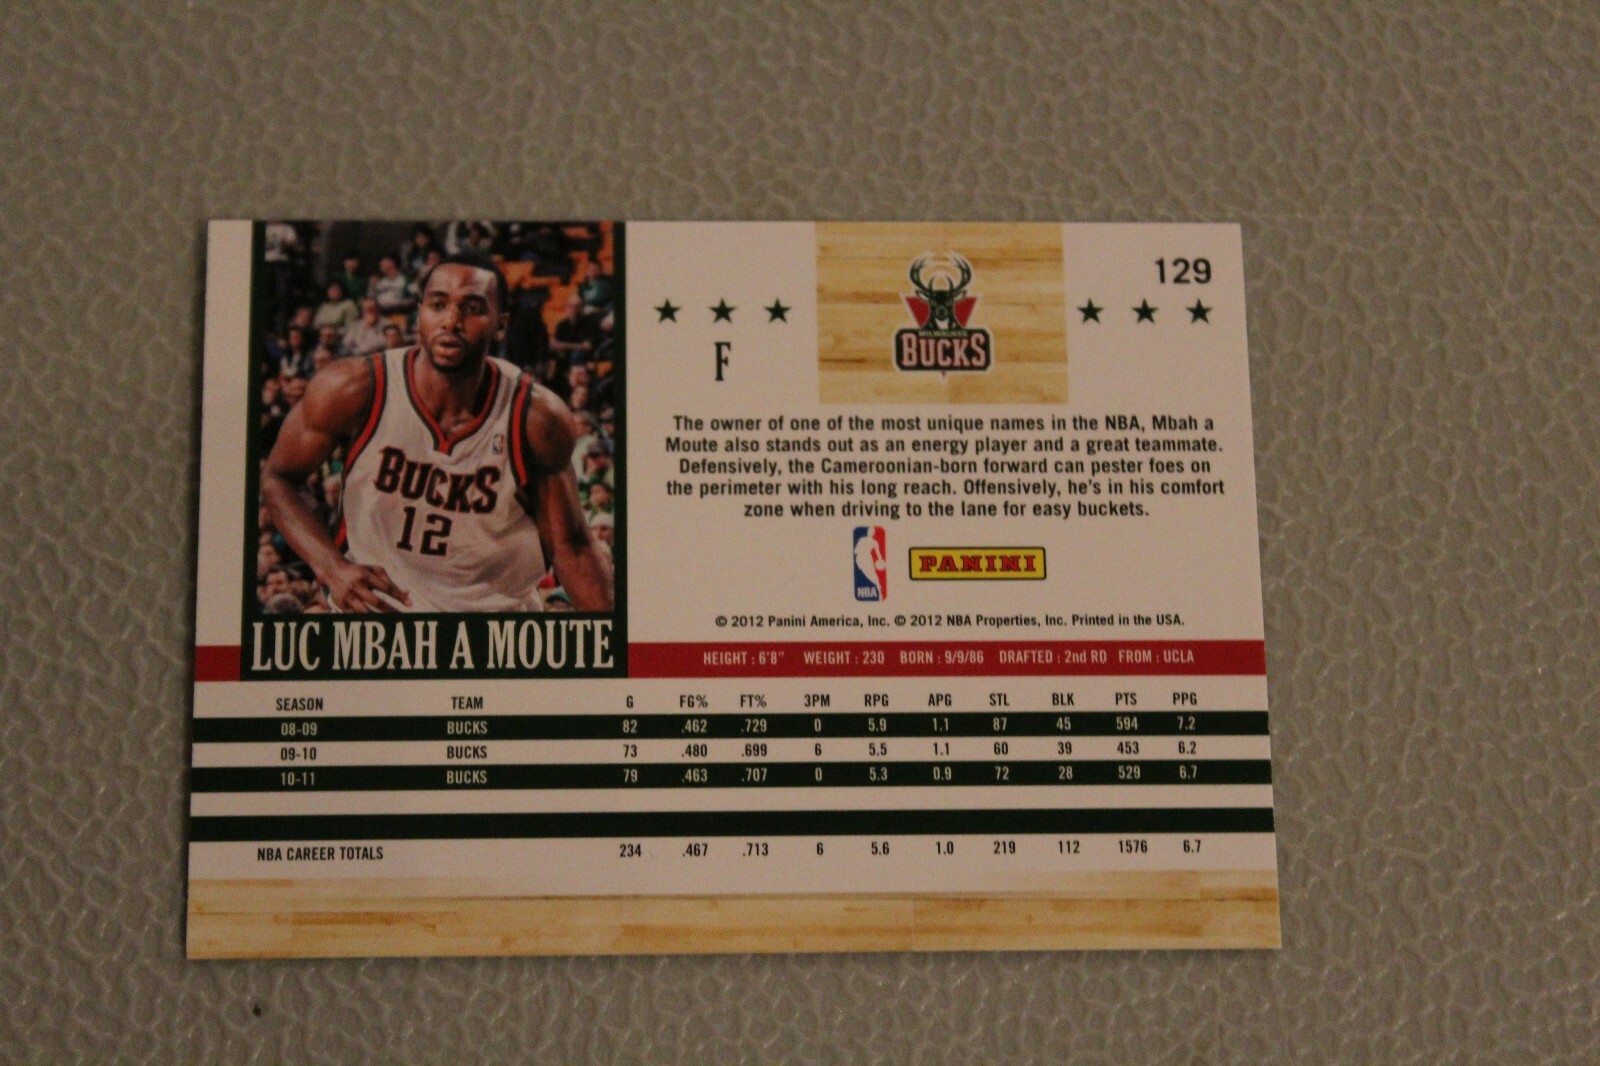 129
F
MILWAUKEE
BUCKS
The owner of one of the most unique names in the NBA, Mbah a
Moute also stands out as an energy player and a great teammate.
Defensively, the Cameroonian-born forward can pester foes on
the perimeter with his long reach. Offensively, he's in his comfort
zone when driving to the lane for easy buckets.
BUCKS
12
NBA
PANINI
© 2012 Panini America, Inc. © 2012 NBA Properties, Inc. Printed in the USA.
LUC MBAH A MOUTE
HEIGHT : 6'8" WEIGHT : 230 BORN : 9/9/86 DRAFTED : 2nd RD FROM : UCLA
SEASON TEAM G FG% FT% 3PM RPG APG STL BLK PTS PPG
08-09 BUCKS 82 .462 .729 0 5.9 1.1 87 45 594 7.2
09-10 BUCKS 73 .480 .699 6 5.5 1.1 60 39 453 6.2
10-11 BUCKS 79 .463 .707 0 5.3 0.9 72 28 529 6.7
NBA CAREER TOTALS 234 .467 .713 6 5.6 1.0 219 112 1576 6.7